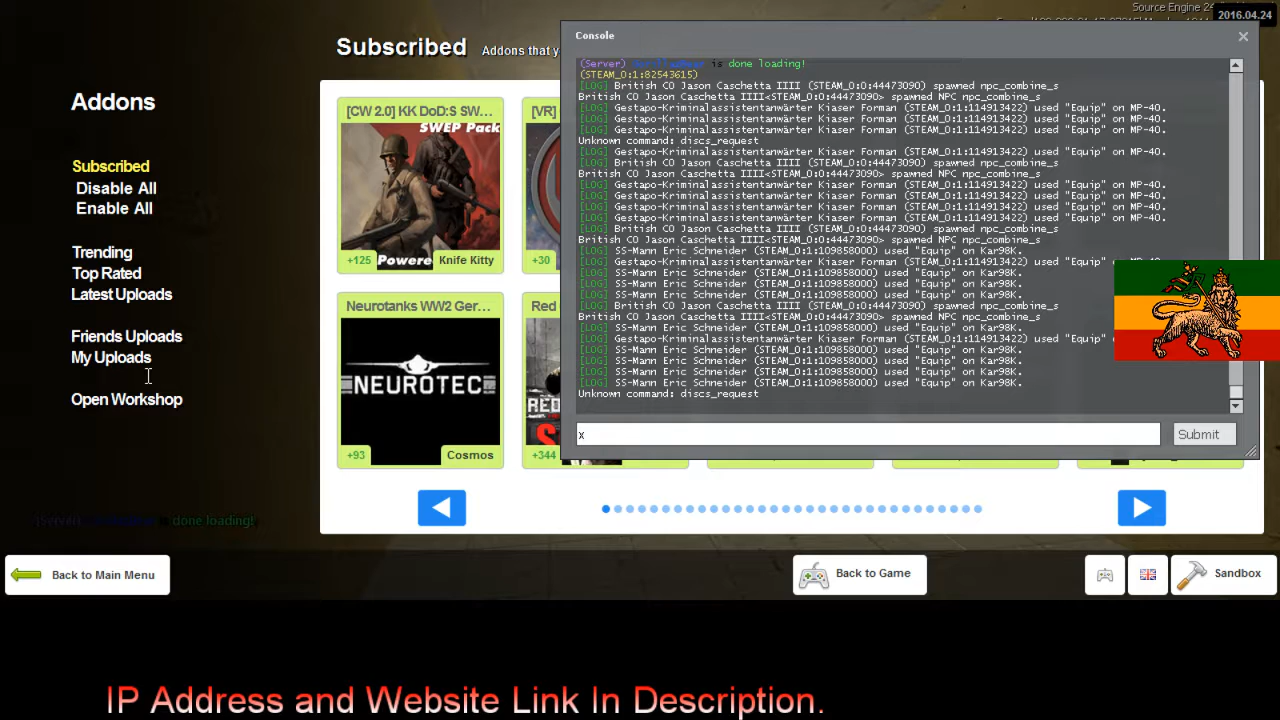 Source Engine 24
2016.04.24
Subscribed
Addons that y
Console
Addons
Subscribed
Disable All
Enable All
Trending
Top Rated
Latest Uploads
Friends Uploads
My Uploads
Open Workshop
[CW 2.0] KK DoD:S SW...
SWEP Pack
+125
Powere
Knife Kitty
[VR]
+30
Neurotanks WW2 Ger...
NEUROTEC
+93
Cosmos
Red
RED
+344
(Server) is done loading!
(STEAM_0:1:82543615)
[LOG] British CO Jason Caschetta IIII (STEAM_0:0:44473090) spawned npc_combine_s
British CO Jason Caschetta IIII<STEAM_0:0:44473090> spawned NPC npc_combine_s
[LOG] Gestapo-Kriminalassistentanwärter Kiaser Forman (STEAM_0:1:114913422) used "Equip" on MP-40.
[LOG] Gestapo-Kriminalassistentanwärter Kiaser Forman (STEAM_0:1:114913422) used "Equip" on MP-40.
[LOG] Gestapo-Kriminalassistentanwärter Kiaser Forman (STEAM_0:1:114913422) used "Equip" on MP-40.
Unknown command: discs_request
[LOG] Gestapo-Kriminalassistentanwärter Kiaser Forman (STEAM_0:1:114913422) used "Equip" on MP-40.
[LOG] British CO Jason Caschetta IIII (STEAM_0:0:44473090) spawned npc_combine_s
British CO Jason Caschetta IIII<STEAM_0:0:44473090> spawned NPC npc_combine_s
[LOG] Gestapo-Kriminalassistentanwärter Kiaser Forman (STEAM_0:1:114913422) used "Equip" on MP-40.
[LOG] Gestapo-Kriminalassistentanwärter Kiaser Forman (STEAM_0:1:114913422) used "Equip" on MP-40.
[LOG] Gestapo-Kriminalassistentanwärter Kiaser Forman (STEAM_0:1:114913422) used "Equip" on MP-40.
[LOG] Gestapo-Kriminalassistentanwärter Kiaser Forman (STEAM_0:1:114913422) used "Equip" on MP-40.
[LOG] British CO Jason Caschetta IIII (STEAM_0:0:44473090) spawned npc_combine_s
British CO Jason Caschetta IIII<STEAM_0:0:44473090> spawned NPC npc_combine_s
[LOG] SS-Mann Eric Schneider (STEAM_0:1:109858000) used "Equip" on Kar98K.
[LOG] Gestapo-Kriminalassistentanwärter Kiaser Forman (STEAM_0:1:114913422) used "Equip" on MP-40.
[LOG] SS-Mann Eric Schneider (STEAM_0:1:109858000) used "Equip" on Kar98K.
[LOG] SS-Mann Eric Schneider (STEAM_0:1:109858000) used "Equip" on Kar98K.
[LOG] SS-Mann Eric Schneider (STEAM_0:1:109858000) used "Equip" on Kar98K.
[LOG] British CO Jason Caschetta IIII (STEAM_0:0:44473090) spawned npc_combine_s
British CO Jason Caschetta IIII<STEAM_0:0:44473090> spawned NPC npc_combine_s
[LOG] SS-Mann Eric Schneider (STEAM_0:1:109858000) used "Equip" on Kar98K.
[LOG] Gestapo-Kriminalassistentanwärter Kiaser Forman (STEAM_0:1:114913422) used "Equip"
[LOG] SS-Mann Eric Schneider (STEAM_0:1:109858000) used "Equip" on Kar98K.
[LOG] SS-Mann Eric Schneider (STEAM_0:1:109858000) used "Equip" on Kar98K.
[LOG] SS-Mann Eric Schneider (STEAM_0:1:109858000) used "Equip" on Kar98K.
[LOG] SS-Mann Eric Schneider (STEAM_0:1:109858000) used "Equip" on Kar98K.
Unknown command: discs_request
x
Submit
done loading!
Back to Main Menu
Back to Game
Sandbox
IP Address and Website Link In Description.